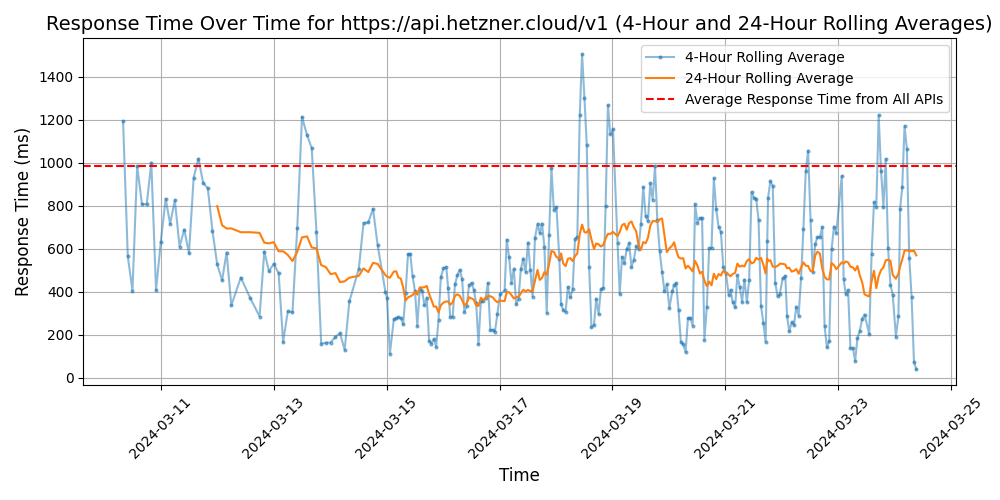 Response Time Over Time for https://api.hetzner.cloud/v1 (4-Hour and 24-Hour Rolling Averages)
4-Hour Rolling Average
24-Hour Rolling Average
Average Response Time from All APIs
Response Time (ms)
1400
1200
1000
800
600
400
200
0
2024-03-11
2024-03-13
2024-03-15
2024-03-17
2024-03-19
2024-03-21
2024-03-23
2024-03-25
Time